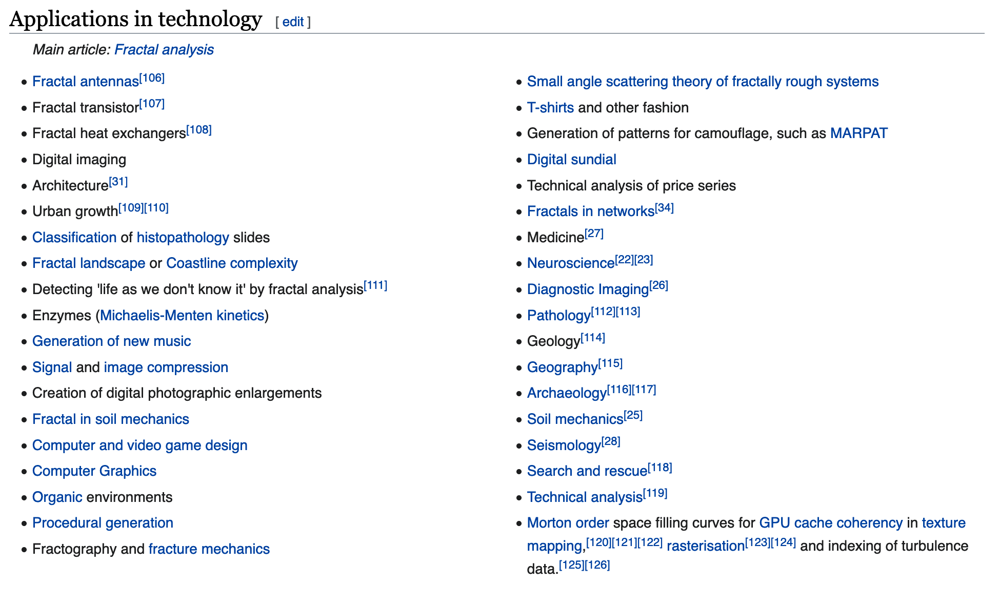 Applications in technology [ edit ]
Main article: Fractal analysis
• Fractal antennas[106]
• Fractal transistor[107]
• Fractal heat exchangers[108]
• Digital imaging
• Architecture[31]
• Urban growth[109][110]
• Classification of histopathology slides
• Fractal landscape or Coastline complexity
• Detecting 'life as we don't know it' by fractal analysis[111]
• Enzymes (Michaelis-Menten kinetics)
• Generation of new music
• Signal and image compression
• Creation of digital photographic enlargements
• Fractal in soil mechanics
• Computer and video game design
• Computer Graphics
• Organic environments
• Procedural generation
• Fractography and fracture mechanics
• Small angle scattering theory of fractally rough systems
• T-shirts and other fashion
• Generation of patterns for camouflage, such as MARPAT
• Digital sundial
• Technical analysis of price series
• Fractals in networks[34]
• Medicine[27]
• Neuroscience[22][23]
• Diagnostic Imaging[26]
• Pathology[112][113]
• Geology[114]
• Geography[115]
• Archaeology[116][117]
• Soil mechanics[25]
• Seismology[28]
• Search and rescue[118]
• Technical analysis[119]
• Morton order space filling curves for GPU cache coherency in texture
mapping,[120][121][122] rasterisation[123][124] and indexing of turbulence
data.[125][126]